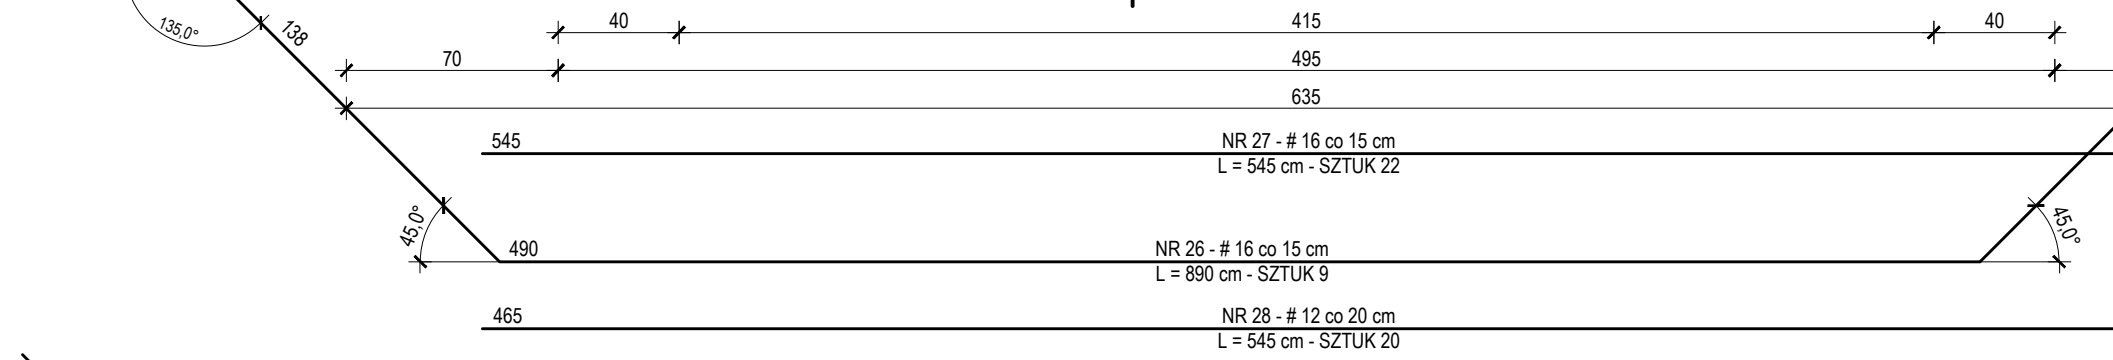 40 415 40
135,0° 138
70 495
635
545 NR 27 - # 16 co 15 cm
L = 545 cm - SZTUK 22
45,0° 45,0°
490 NR 26 - # 16 co 15 cm
L = 890 cm - SZTUK 9
465 NR 28 - # 12 co 20 cm
L = 545 cm - SZTUK 20